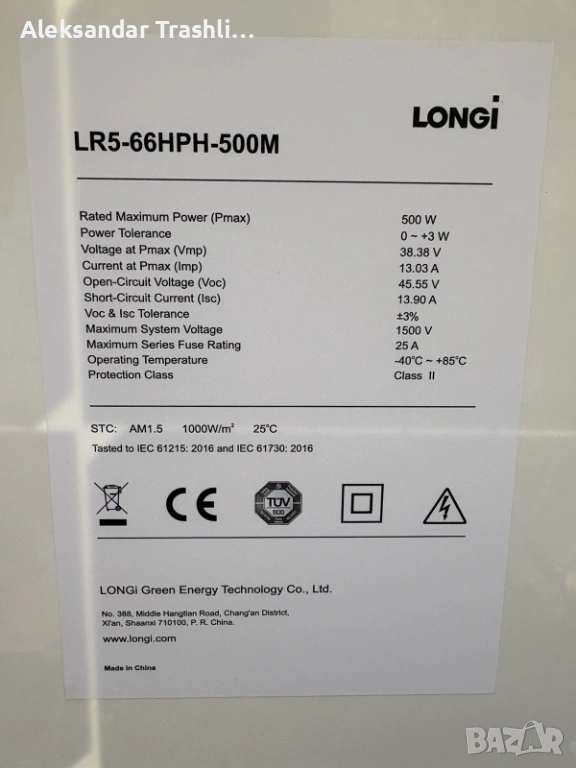 Aleksandar Trashli...
LONGi
LR5-66HPH-500M
Rated Maximum Power (Pmax) 500 W
Power Tolerance 0 ~ +3 W
Voltage at Pmax (Vmp) 38.38 V
Current at Pmax (Imp) 13.03 A
Open-Circuit Voltage (Voc) 45.55 V
Short-Circuit Current (Isc) 13.90 A
Voc & Isc Tolerance ±3%
Maximum System Voltage 1500 V
Maximum Series Fuse Rating 25 A
Operating Temperature -40°C ~ +85°C
Protection Class Class II
STC: AM1.5 1000W/m² 25°C
Tasted to IEC 61215: 2016 and IEC 61730: 2016
CE
TÜV
SÜD
LONGi Green Energy Technology Co., Ltd.
No. 388, Middle Hangtian Road, Chang'an District,
Xi'an, Shaanxi 710100, P. R. China.
www.longi.com
Made in China
BAZAR